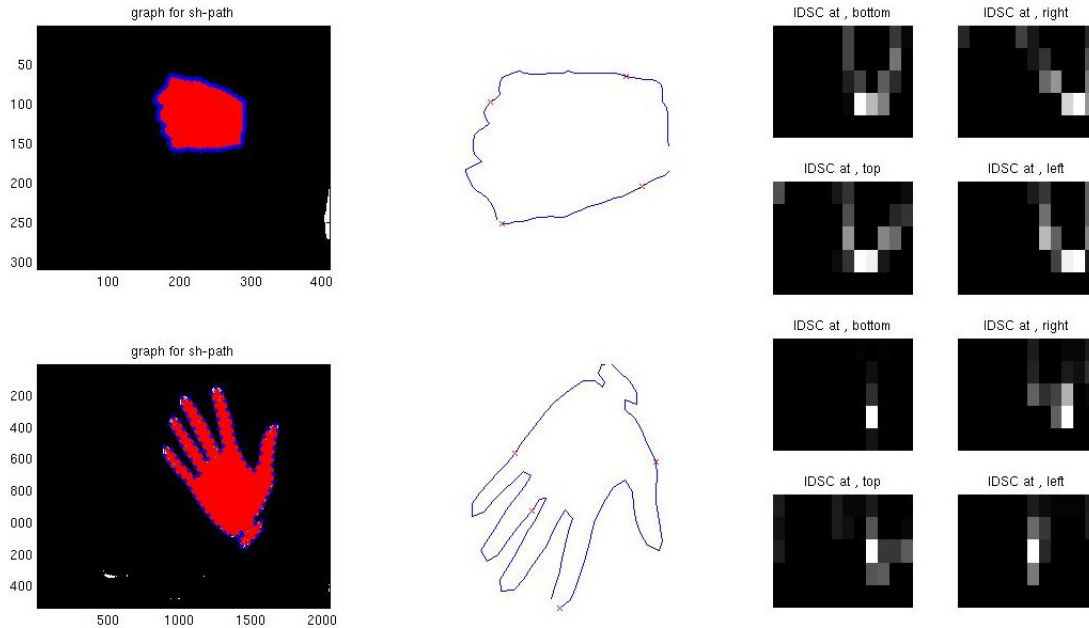 graph for sh-path
IDSC at , bottom
IDSC at , right
50
100
150
200
250
300
100
200
300
400
IDSC at , top
IDSC at , left
graph for sh-path
IDSC at , bottom
IDSC at , right
200
400
600
800
000
200
400
500
1000
1500
2000
IDSC at , top
IDSC at , left